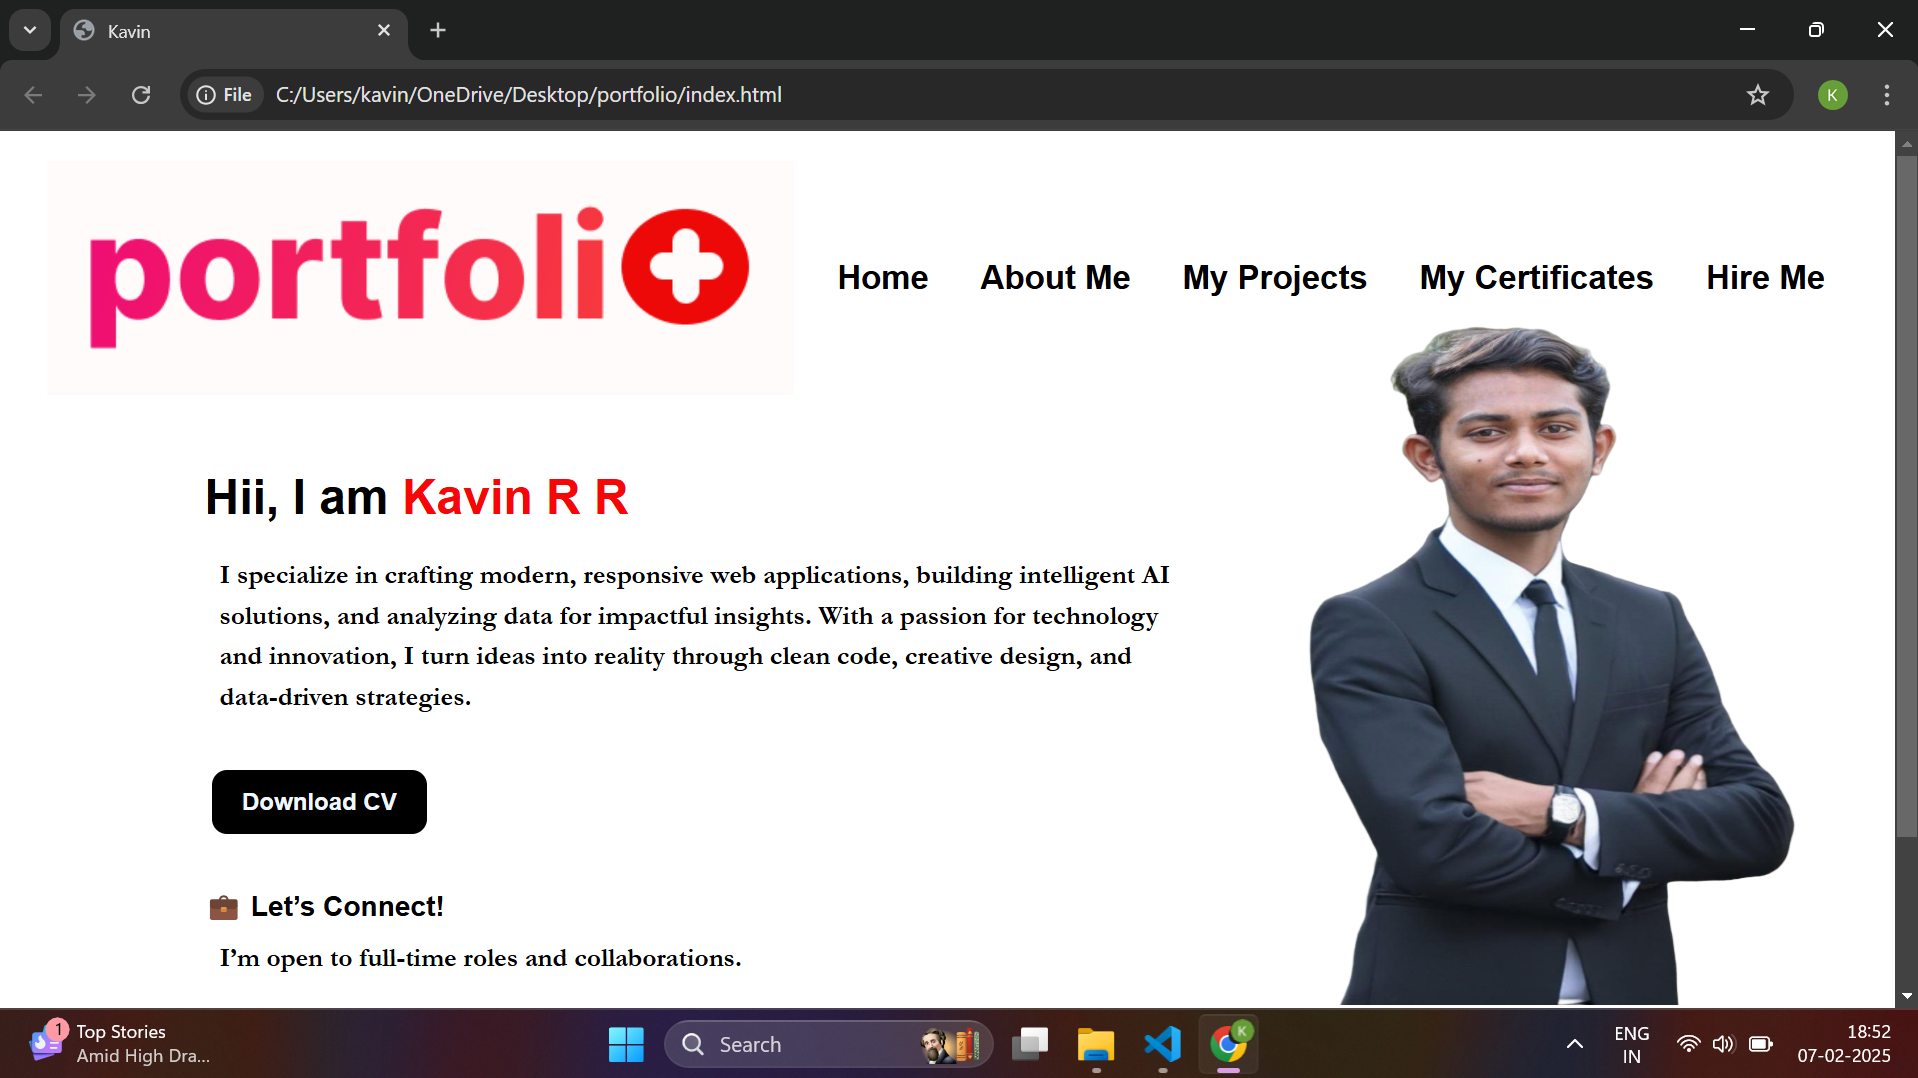 Kavin
File C:/Users/kavin/OneDrive/Desktop/portfolio/index.html
K
portfoli
Home About Me My Projects My Certificates Hire Me
Hii, I am Kavin R R
I specialize in crafting modern, responsive web applications, building intelligent AI
solutions, and analyzing data for impactful insights. With a passion for technology
and innovation, I turn ideas into reality through clean code, creative design, and
data-driven strategies.
Download CV
💼 Let’s Connect!
I’m open to full-time roles and collaborations.
1
Top Stories
Amid High Dra...
Search
K
ENG
IN
18:52
07-02-2025